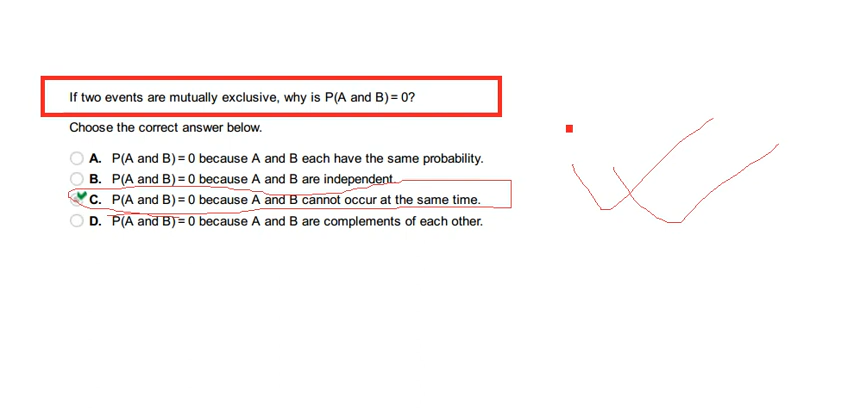 If two events are mutually exclusive, why is P(A and B) = 0?
Choose the correct answer below.
A. P(A and B) = 0 because A and B each have the same probability.
B. P(A and B) = 0 because A and B are independent.
C. P(A and B) = 0 because A and B cannot occur at the same time.
D. P(A and B) = 0 because A and B are complements of each other.